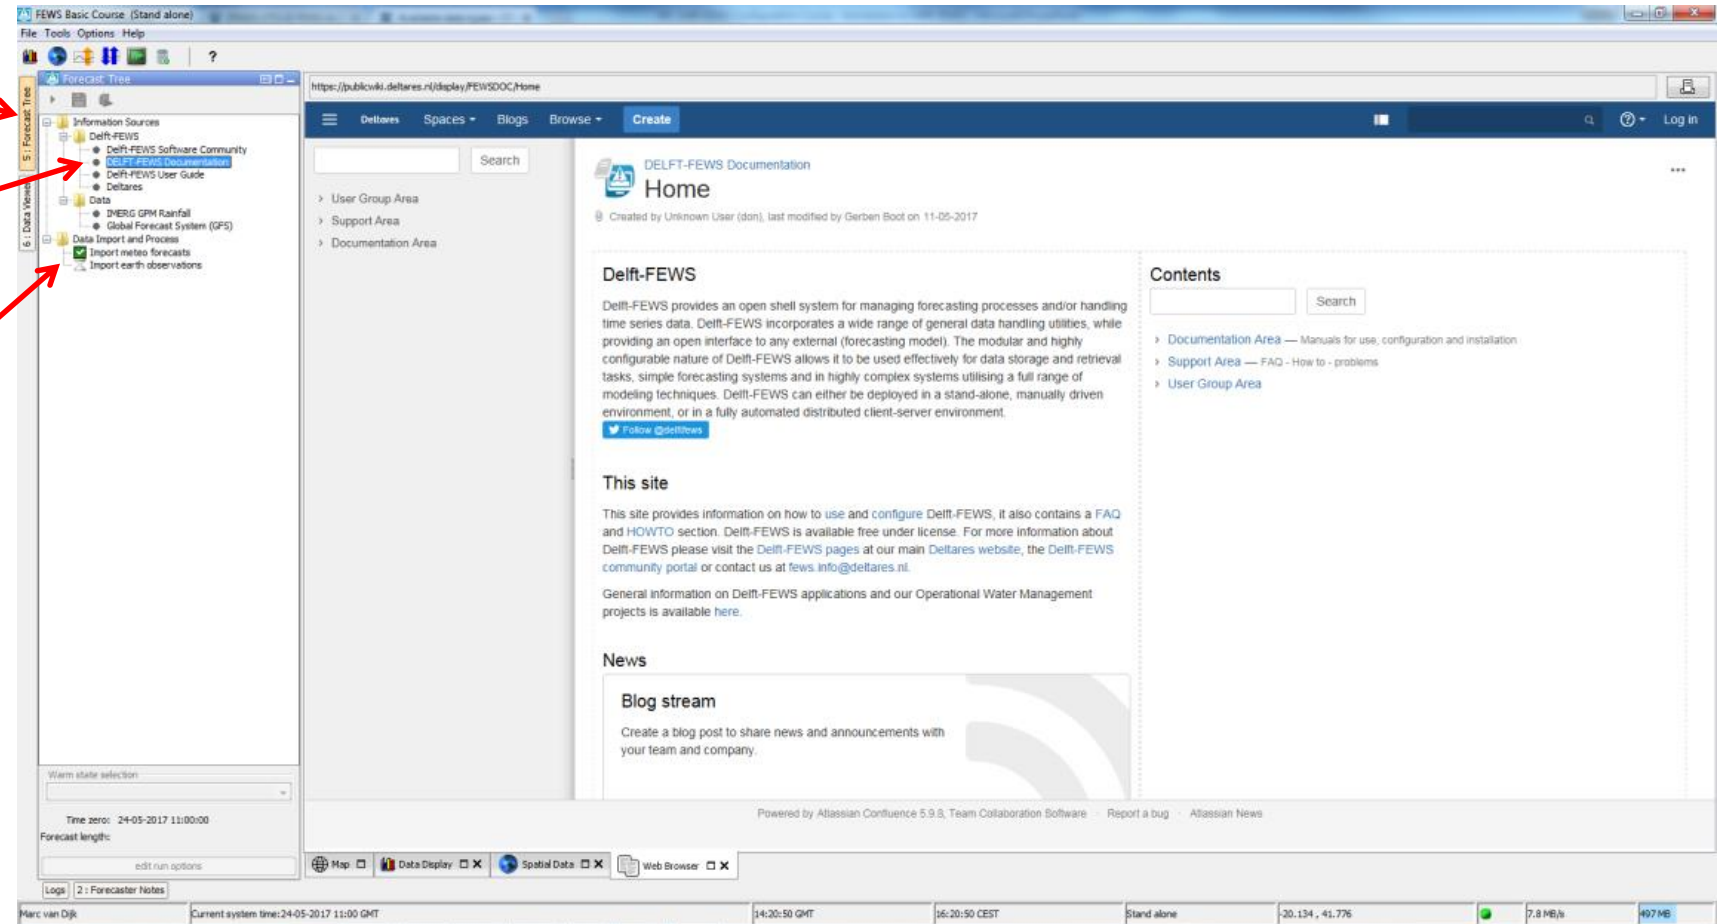 FEWS Basic Course (Stand alone)
File Tools Options Help
?
Forecast Tree
5 : Forecast Tree
6 : Data Viewer
Information Sources
Delft-FEWS
Delft-FEWS Software Community
DELFT-FEWS Documentation
Delft-FEWS User Guide
Deltares
Data
IMERG GPM Rainfall
Global Forecast System (GFS)
Data Import and Process
Import meteo forecasts
Import earth observations
Warm state selection
Time zero: 24-05-2017 11:00:00
Forecast length:
edit run options
https://publicwiki.deltares.nl/display/FEWSDOC/Home
Deltares Spaces Blogs Browse Create Log in
Search
User Group Area
Support Area
Documentation Area
DELFT-FEWS Documentation
Home
Created by Unknown User (don), last modified by Gerben Boot on 11-05-2017
Delft-FEWS
Delft-FEWS provides an open shell system for managing forecasting processes and/or handling
time series data. Delft-FEWS incorporates a wide range of general data handling utilities, while
providing an open interface to any external (forecasting model). The modular and highly
configurable nature of Delft-FEWS allows it to be used effectively for data storage and retrieval
tasks, simple forecasting systems and in highly complex systems utilising a full range of
modeling techniques. Delft-FEWS can either be deployed in a stand-alone, manually driven
environment, or in a fully automated distributed client-server environment.
Follow @delftfews
This site
This site provides information on how to use and configure Delft-FEWS, it also contains a FAQ
and HOWTO section. Delft-FEWS is available free under license. For more information about
Delft-FEWS please visit the Delft-FEWS pages at our main Deltares website, the Delft-FEWS
community portal or contact us at fews.info@deltares.nl.
General information on Delft-FEWS applications and our Operational Water Management
projects is available here.
News
Blog stream
Create a blog post to share news and announcements with
your team and company.
Contents
Search
Documentation Area — Manuals for use, configuration and installation
Support Area — FAQ - How to - problems
User Group Area
Powered by Atlassian Confluence 5.9.8, Team Collaboration Software · Report a bug · Atlassian News
Map Data Display Spatial Data Web Browser
Logs 2 : Forecaster Notes
Marc van Dijk Current system time: 24-05-2017 11:00 GMT 14:20:50 GMT 16:20:50 CEST Stand alone -20.134 , 41.776 7.8 MB/s 497 MB